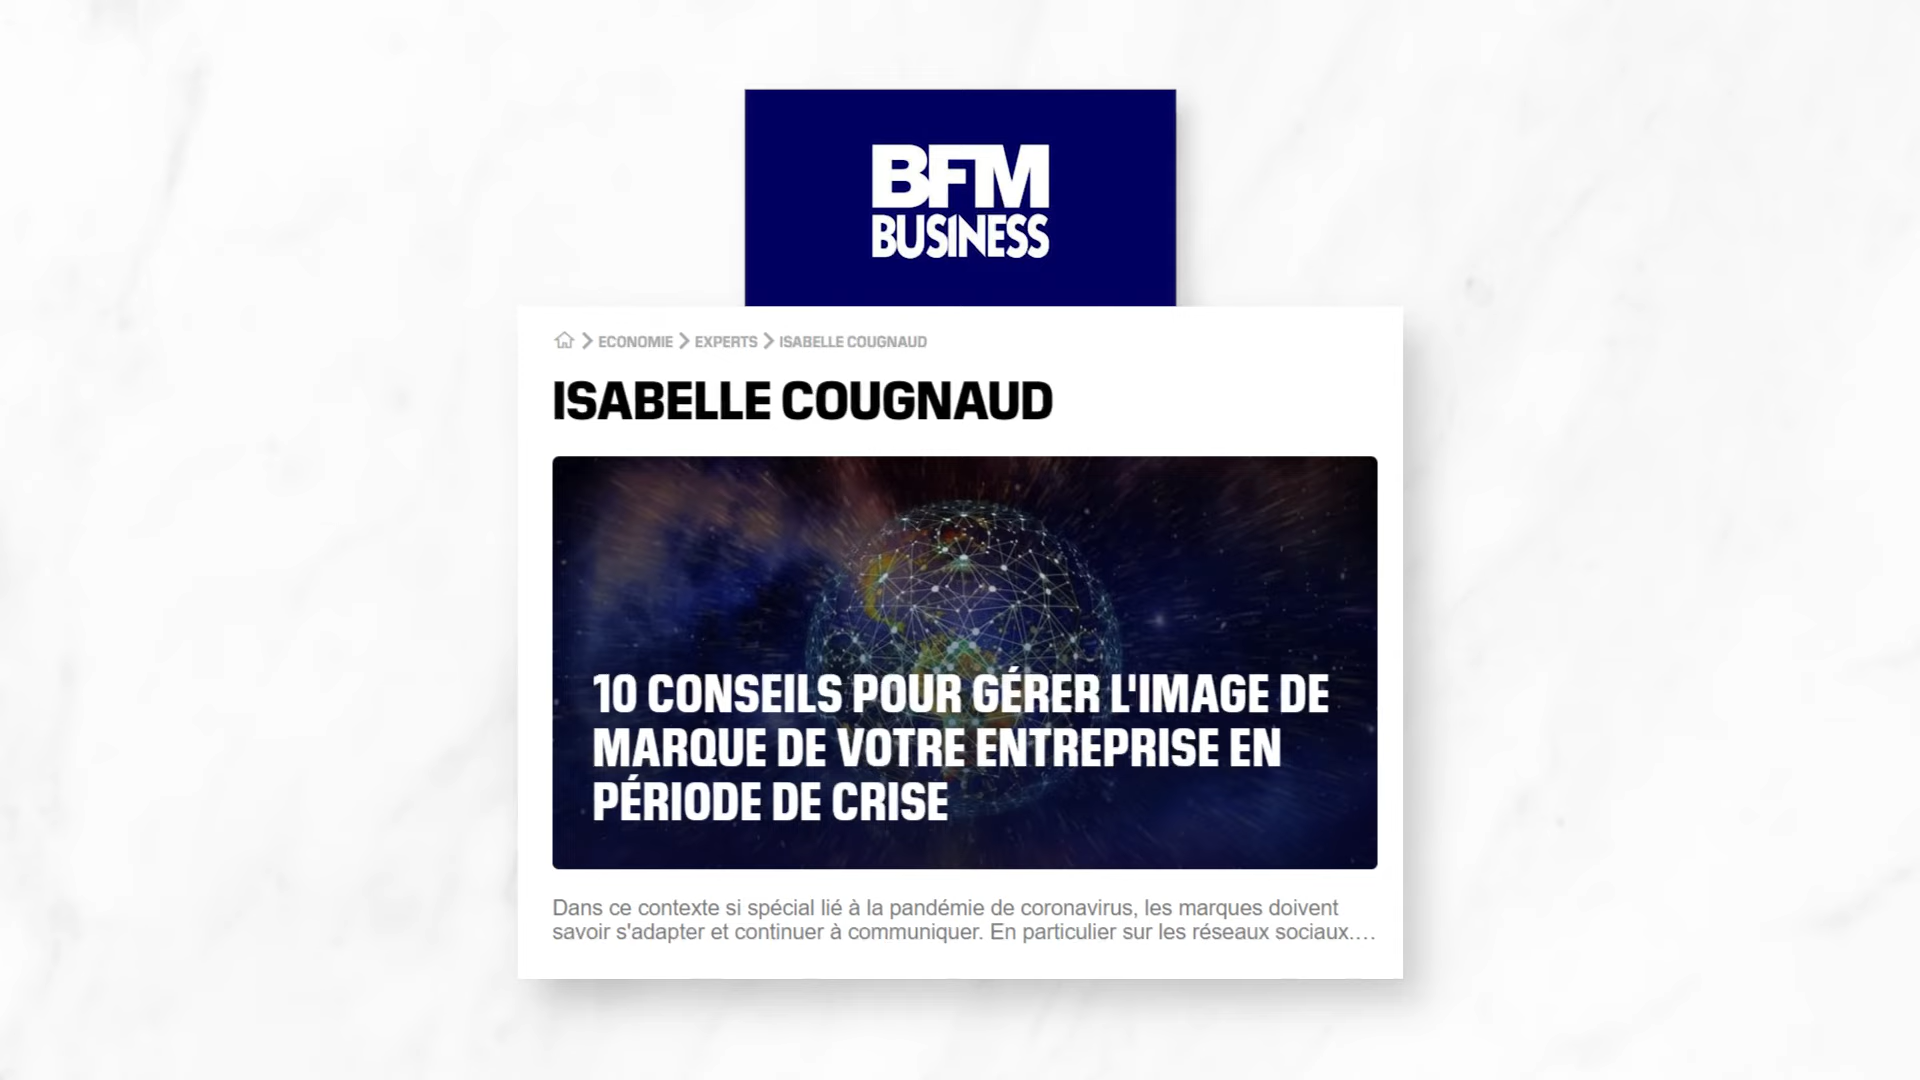 BFM
BUSINESS
ECONOMIE EXPERTS ISABELLE COUGNAUD
ISABELLE COUGNAUD
10 CONSEILS POUR GÉRER L'IMAGE DE
MARQUE DE VOTRE ENTREPRISE EN
PÉRIODE DE CRISE
Dans ce contexte si spécial lié à la pandémie de coronavirus, les marques doivent
savoir s'adapter et continuer à communiquer. En particulier sur les réseaux sociaux....